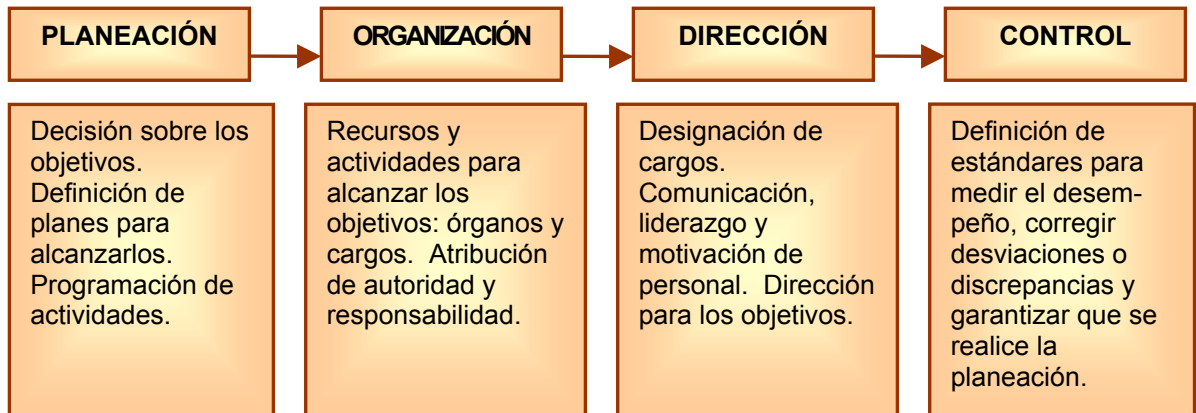 PLANEACIÓN
ORGANIZACIÓN
DIRECCIÓN
CONTROL
Decisión sobre los
objetivos.
Definición de
planes para
alcanzarlos.
Programación de
actividades.
Recursos y
actividades para
alcanzar los
objetivos: órganos y
cargos. Atribución
de autoridad y
responsabilidad.
Designación de
cargos.
Comunicación,
liderazgo y
motivación de
personal. Dirección
para los objetivos.
Definición de
estándares para
medir el desem-
peño, corregir
desviaciones o
discrepancias y
garantizar que se
realice la
planeación.